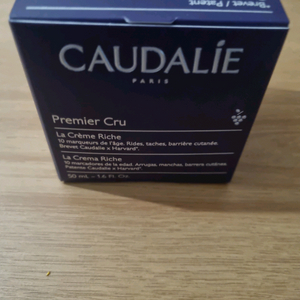 *Brevet / Patent
CAUDALÍE
PARIS
Premier Cru
La Crème Riche
10 marqueurs de l'âge. Rides, taches, barrière cutanée.
Brevet Caudalie x Harvard*.
La Crema Riche
10 marcadores de la edad. Arrugas, manchas, barrera cutánea.
Patente Caudalie x Harvard*.
50 mL - 1.6 Fl. Oz.